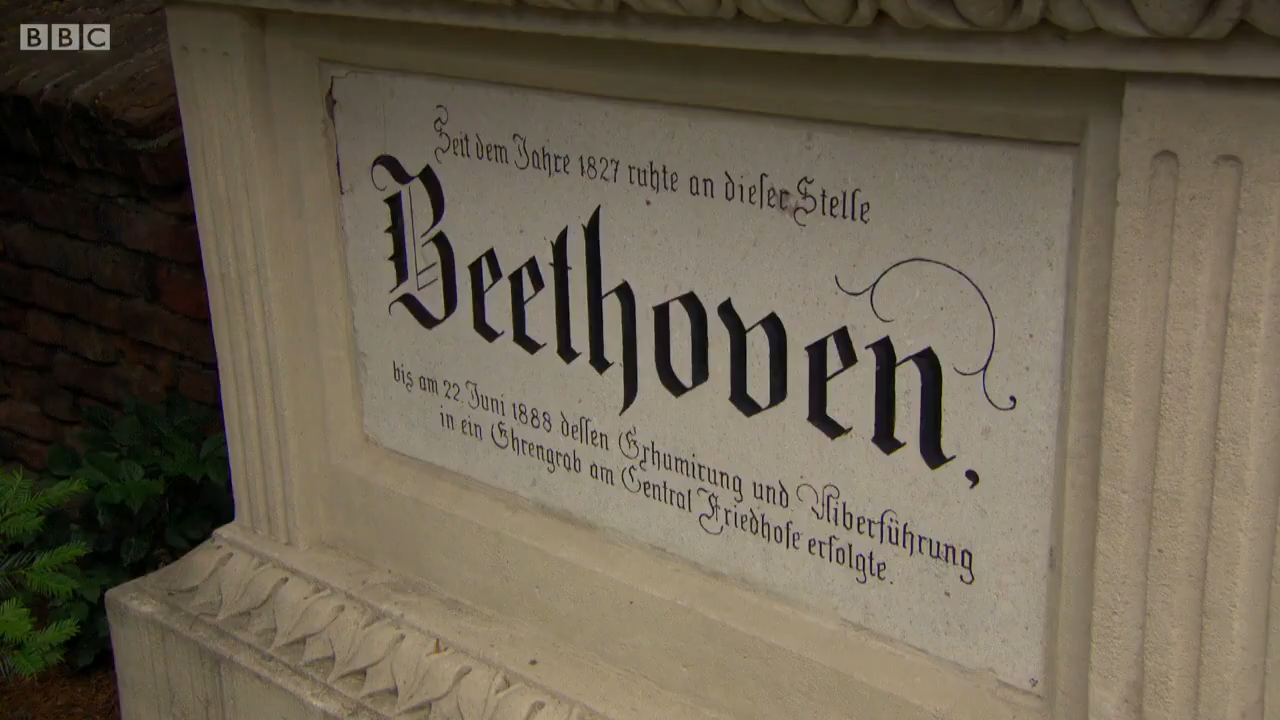 BBC
Seit dem Jahre 1827 ruhte an dieser Stelle
Beethoven,
bis am 22. Juni 1888 dessen Exhumirung und Uiberführung
in ein Ehrengrab am Central Friedhofe erfolgte.